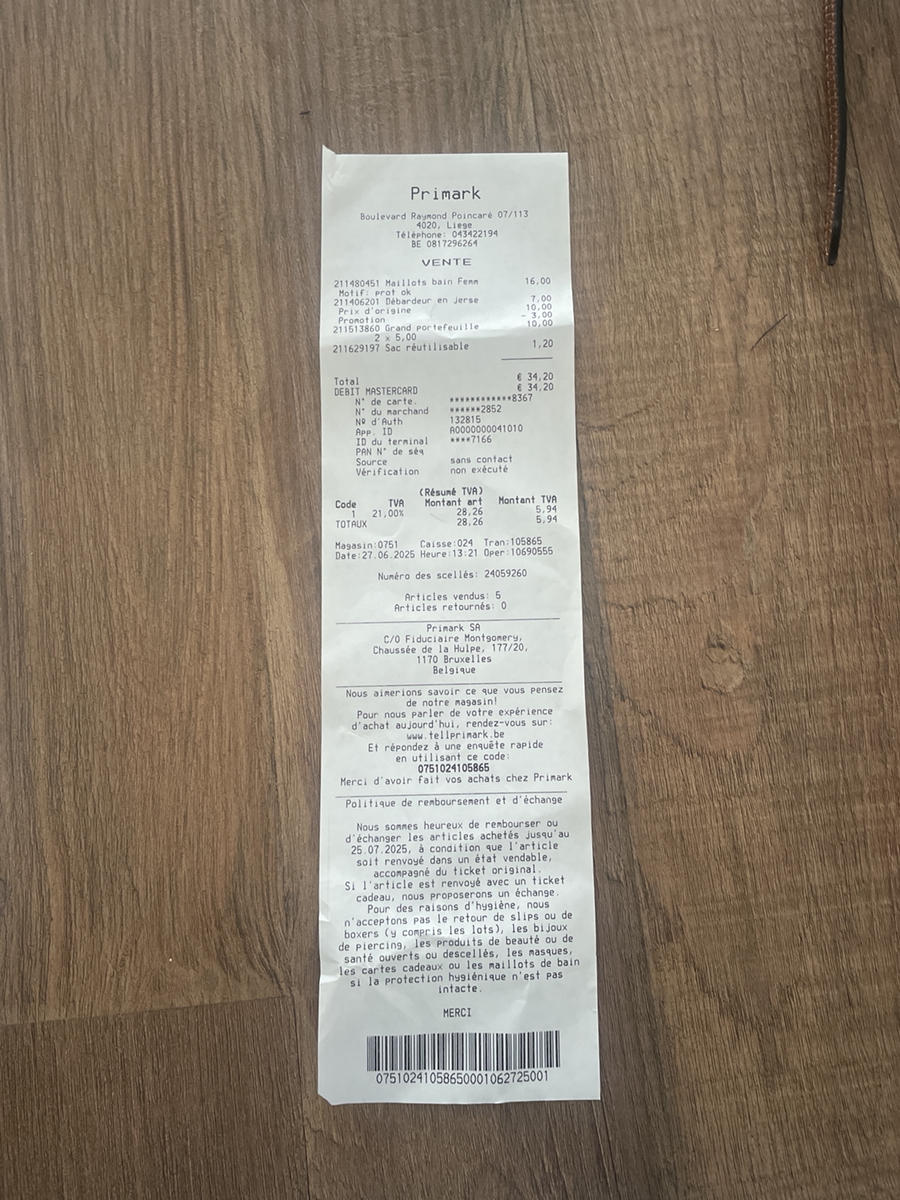 Primark
Boulevard Raymond Poincaré 07/113
4020, Liege
Téléphone: 043422194
BE 0817296264
VENTE
211480451 Maillots bain Femm 16,00
Motif: prot ok
211406201 Débardeur en jerse 7,00
Prix d'origine 10,00
Promotion - 3,00
211513860 Grand portefeuille 10,00
2 x 5,00
211629197 Sac réutilisable 1,20
Total € 34,20
DEBIT MASTERCARD € 34,20
N° de carte. ************8367
N° du marchand ******2852
Nº d'Auth 132815
App. ID A0000000041010
ID du terminal ****7166
PAN N° de séq
Source sans contact
Vérification non exécuté
(Résumé TVA)
Code TVA Montant art Montant TVA
1 21,00% 28,26 5,94
TOTAUX 28,26 5,94
Magasin:0751 Caisse:024 Tran:105865
Date:27.06.2025 Heure:13:21 Oper:10690555
Numéro des scellés: 24059260
Articles vendus: 5
Articles retournés: 0
Primark SA
C/O Fiduciaire Montgomery,
Chaussée de la Hulpe, 177/20,
1170 Bruxelles
Belgique
Nous aimerions savoir ce que vous pensez
de notre magasin!
Pour nous parler de votre expérience
d'achat aujourd'hui, rendez-vous sur:
www.tellprimark.be
Et répondez à une enquête rapide
en utilisant ce code:
0751024105865
Merci d'avoir fait vos achats chez Primark
Politique de remboursement et d'échange
Nous sommes heureux de rembourser ou
d'échanger les articles achetés jusqu'au
25.07.2025, à condition que l'article
soit renvoyé dans un état vendable,
accompagné du ticket original.
Si l'article est renvoyé avec un ticket
cadeau, nous proposerons un échange.
Pour des raisons d'hygiène, nous
n'acceptons pas le retour de slips ou de
boxers (y compris les lots), les bijoux
de piercing, les produits de beauté ou de
santé ouverts ou descellés, les masques,
les cartes cadeaux ou les maillots de bain
si la protection hygiénique n'est pas
intacte.
MERCI
07510241058650001062725001